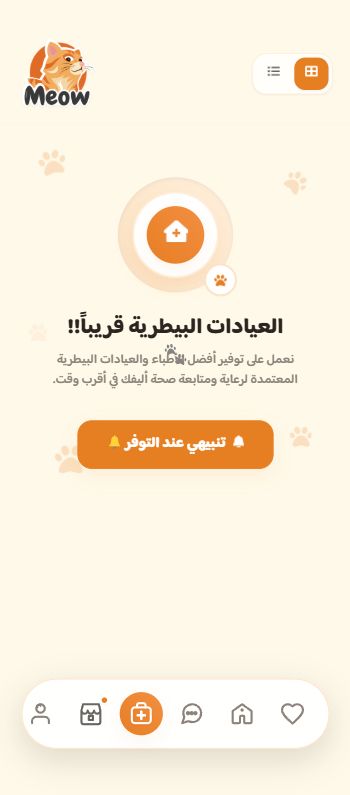 Meow
العيادات البيطرية قريباً!!
نعمل على توفير أفضل الأطباء والعيادات البيطرية
المعتمدة لرعاية ومتابعة صحة أليفك في أقرب وقت.
تنبيهي عند التوفر